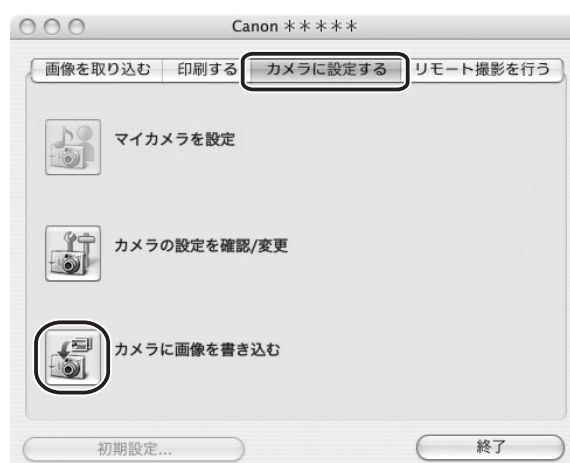 Canon ＊＊＊＊＊
画像を取り込む 印刷する カメラに設定する リモート撮影を行う
マイカメラを設定
カメラの設定を確認/変更
カメラに画像を書き込む
初期設定... 終了